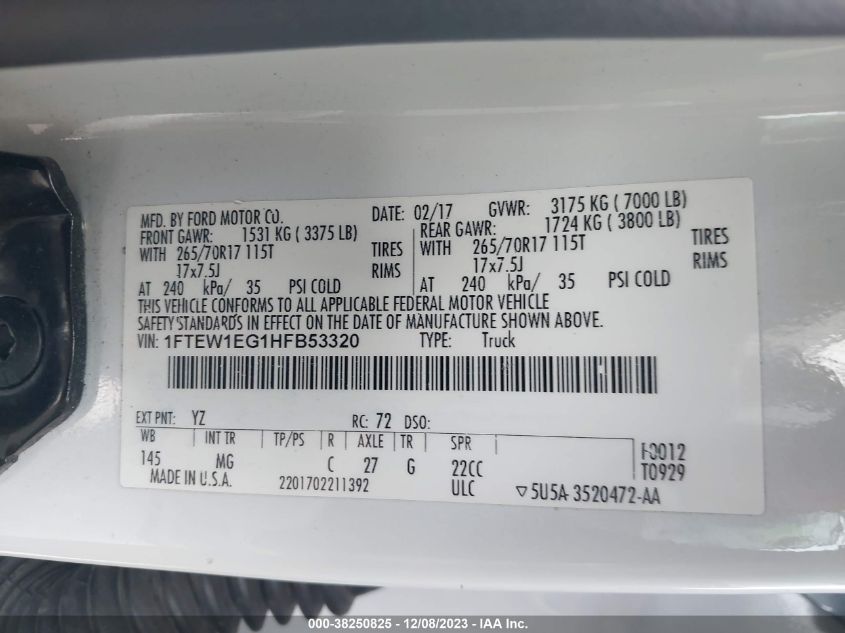 MFD. BY FORD MOTOR CO. DATE: 02/17 GVWR: 3175 KG ( 7000 LB)
FRONT GAWR: 1531 KG ( 3375 LB) REAR GAWR: 1724 KG ( 3800 LB)
WITH 265/70R17 115T TIRES WITH 265/70R17 115T TIRES
17x7.5J RIMS 17x7.5J RIMS
AT 240 kPa/ 35 PSI COLD AT 240 kPa/ 35 PSI COLD
THIS VEHICLE CONFORMS TO ALL APPLICABLE FEDERAL MOTOR VEHICLE
SAFETY STANDARDS IN EFFECT ON THE DATE OF MANUFACTURE SHOWN ABOVE.
VIN: 1FTEW1EG1HFB53320 TYPE: Truck
EXT PNT: YZ RC: 72 DSO:
WB INT TR TP/PS R AXLE TR SPR
145 MG C 27 G 22CC
MADE IN U.S.A. 2201702211392 ULC
T0929
▽5U5A-3520472-AA
000-38250825 - 12/08/2023 - IAA Inc.